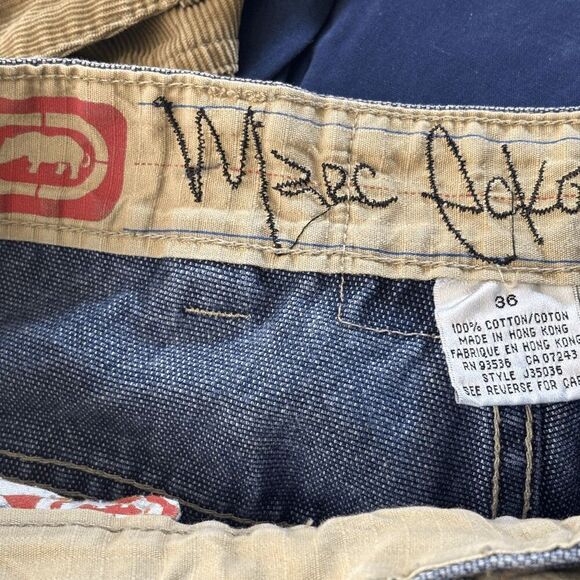 Marc Ecko
36
100% COTTON/COTON
MADE IN HONG KONG
FABRIQUE EN HONG KONG
RN 93536 CA 07243
STYLE J35036
SEE REVERSE FOR